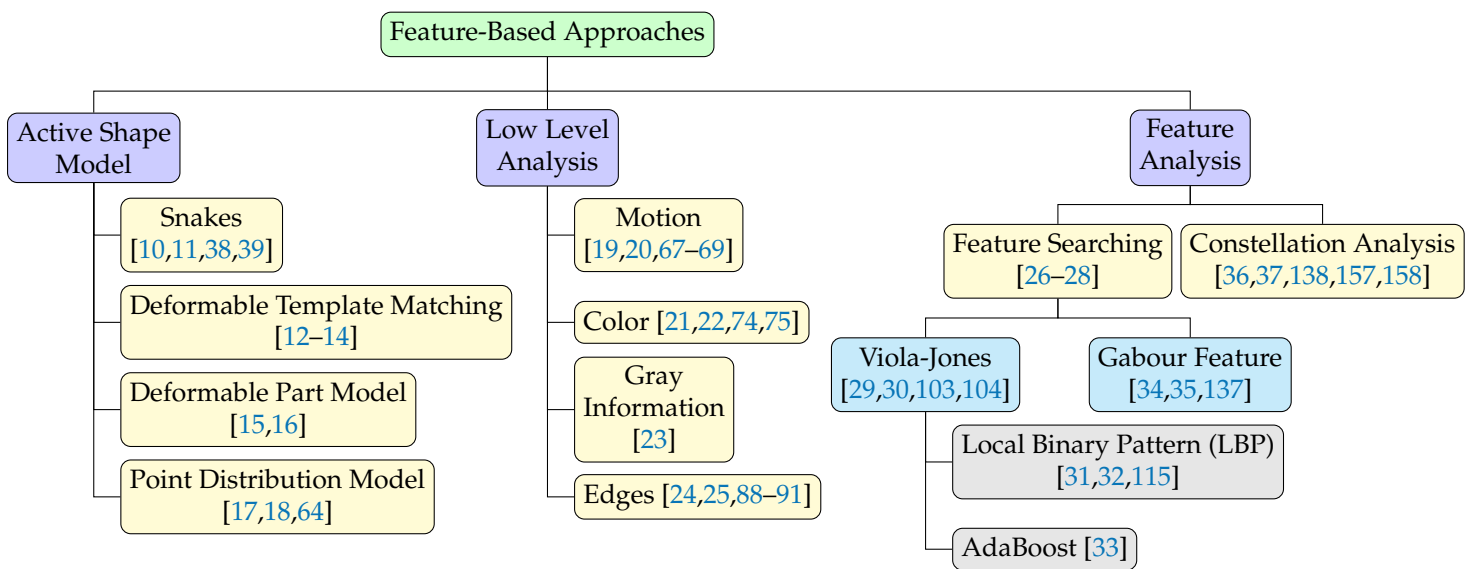 Feature-Based Approaches
Active Shape
Model
Snakes
[10,11,38,39]
Deformable Template Matching
[12–14]
Deformable Part Model
[15,16]
Point Distribution Model
[17,18,64]
Low Level
Analysis
Motion
[19,20,67–69]
Color [21,22,74,75]
Gray
Information
[23]
Edges [24,25,88–91]
Feature
Analysis
Feature Searching
[26–28]
Constellation Analysis
[36,37,138,157,158]
Viola-Jones
[29,30,103,104]
Gabour Feature
[34,35,137]
Local Binary Pattern (LBP)
[31,32,115]
AdaBoost [33]